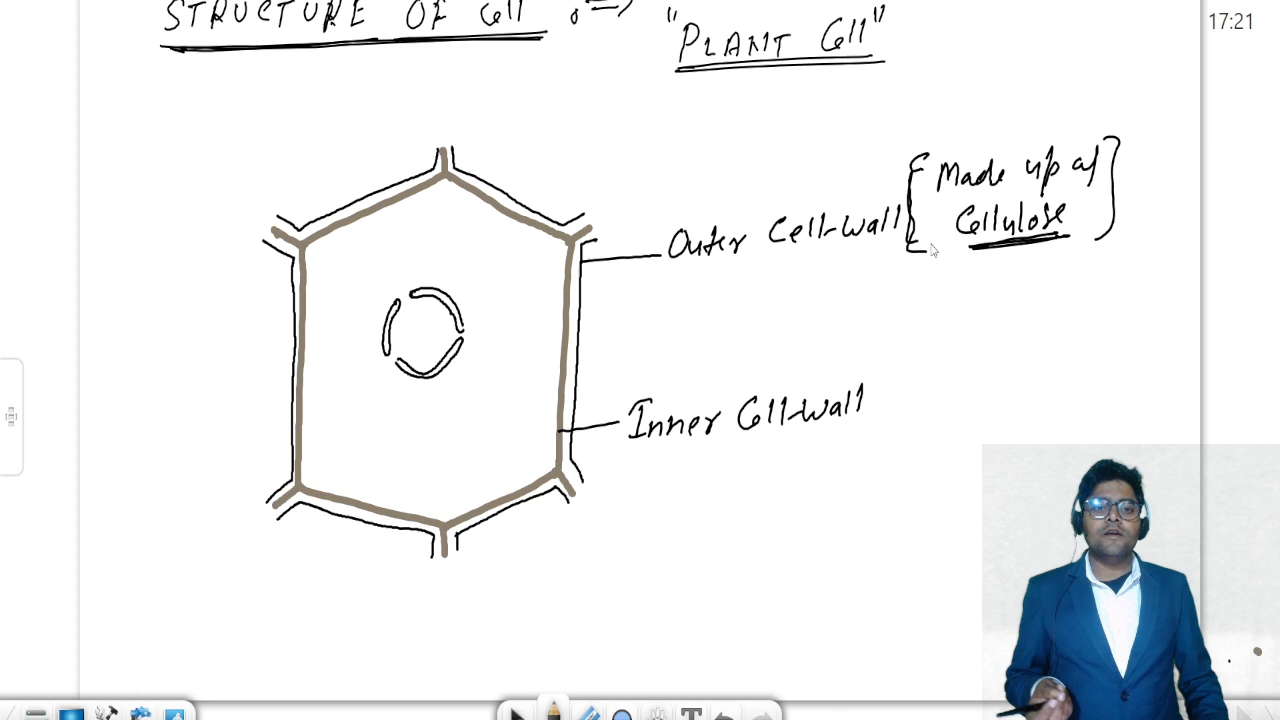 STRUCTURE OF Cell :=>
"PLANT Cell"
17:21
Made up of
Cellulose
Outer Cell-Wall
Inner Cell-Wall
T